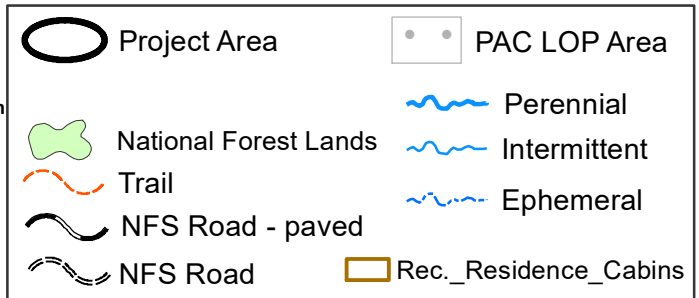 Project Area
PAC LOP Area
n
Perennial
National Forest Lands
Intermittent
Trail
Ephemeral
NFS Road - paved
NFS Road
Rec._Residence_Cabins